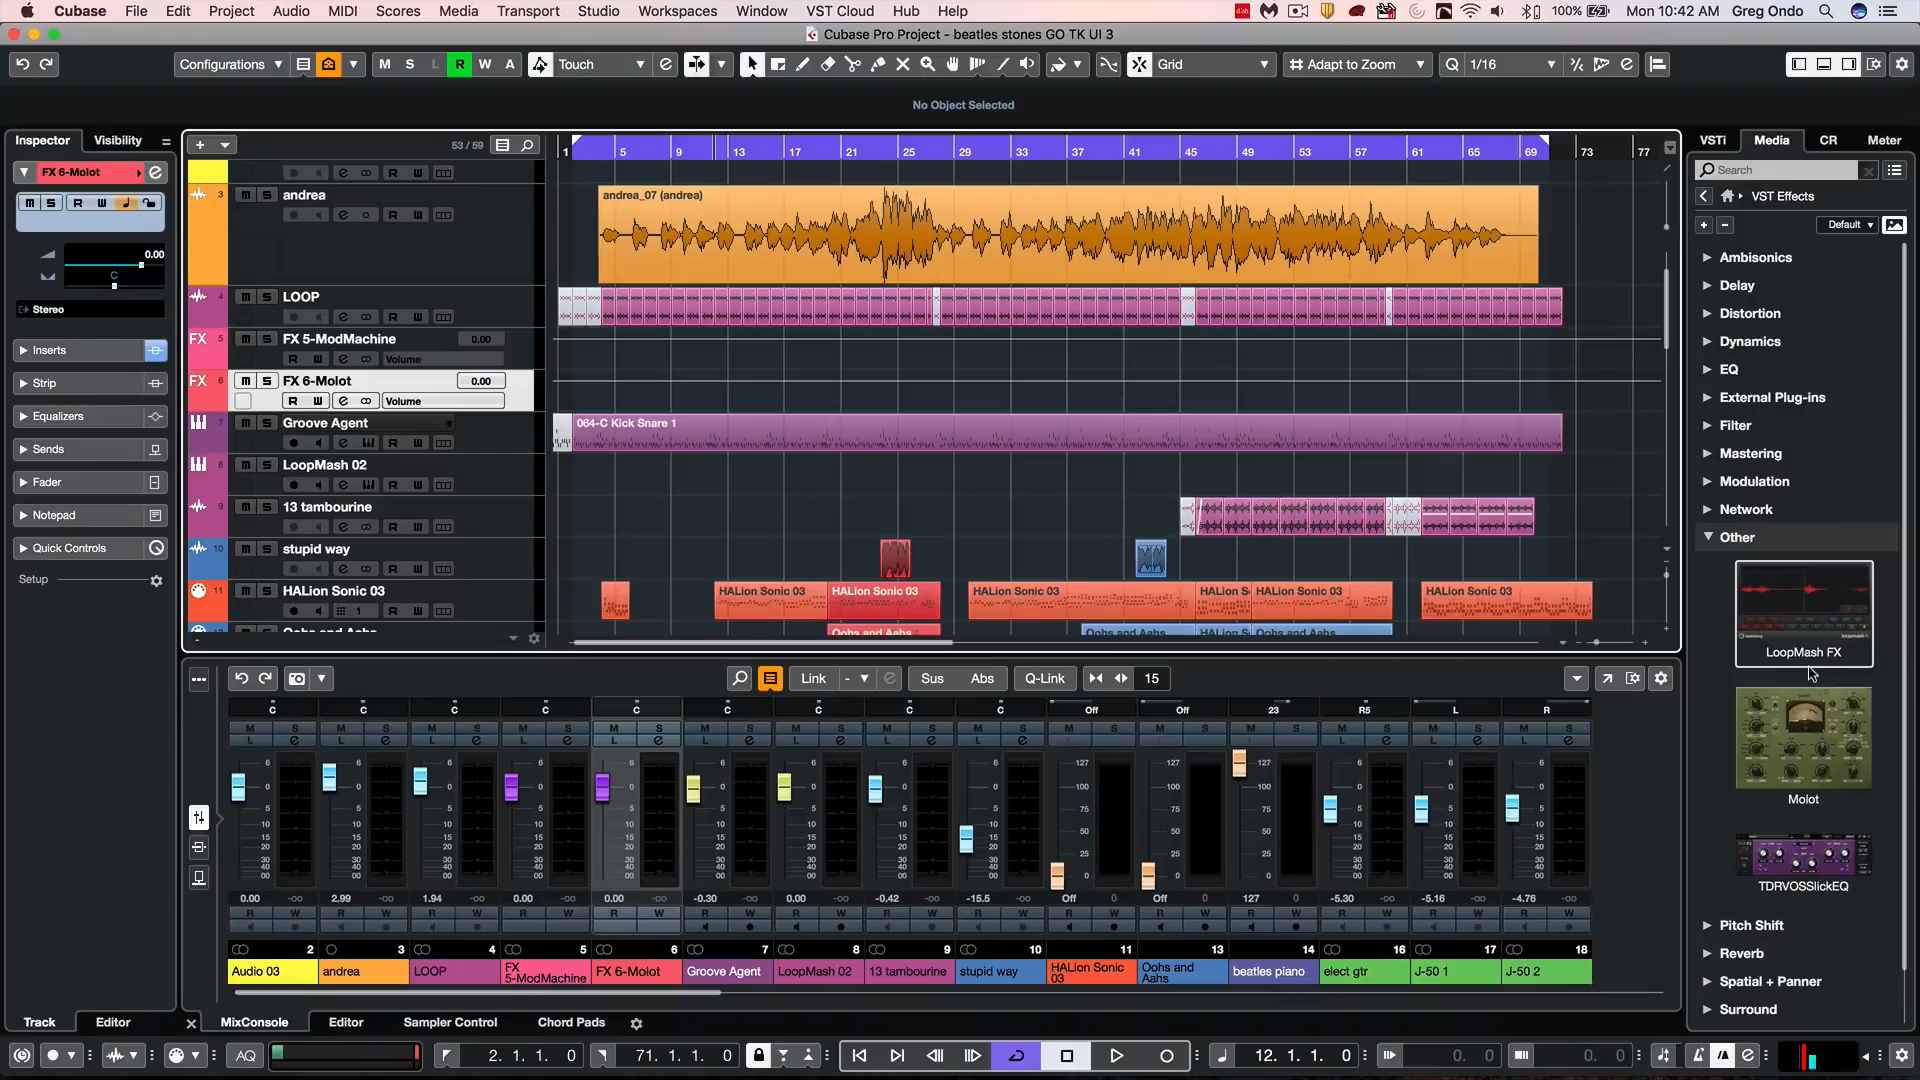 Cubase File Edit Project Audio MIDI Scores Media Transport Studio Workspaces Window VST Cloud Hub Help
100% Mon 10:42 AM Greg Ondo
Cubase Pro Project - beatles stones GO TK UI 3
Configurations M S L R W A Touch Grid Adapt to Zoom Q 1/16
No Object Selected
Inspector Visibility
FX 6-Molot
M S R W
0.00
C
Stereo
Inserts
Strip
Equalizers
Sends
Fader
Notepad
Quick Controls
Setup
53 / 59
1 5 9 13 17 21 25 29 33 37 41 45 49 53 57 61 65 69 73 77
3 andrea
andrea_07 (andrea)
4 M S LOOP
FX 5 M S FX 5-ModMachine 0.00
R W Volume
FX 6 M S FX 6-Molot 0.00
R W Volume
7 M S Groove Agent
064-C Kick Snare 1
8 M S LoopMash 02
9 M S 13 tambourine
10 M S stupid way
11 M S HALion Sonic 03
1
HALion Sonic 03 HALion Sonic 03 HALion Sonic 03 HALion S HALion Sonic 03 HALion Sonic 03
Oohs and Aahs
Oohs and Aahs Oohs and Aahs HALion S Oohs and Aahs
VSTi Media CR Meter
Search
VST Effects
Default
Ambisonics
Delay
Distortion
Dynamics
EQ
External Plug-ins
Filter
Mastering
Modulation
Network
Other
LoopMash FX
Molot
TDRVOSSlickEQ
Pitch Shift
Reverb
Spatial + Panner
Surround
Link - Sus Abs Q-Link 15
C C C C C C C C C Off Off 23 R5 L R
0.00 -oo 2.99 -oo 1.94 -oo 0.00 -oo 0.00 -oo -0.30 -oo 0.00 -oo -0.42 -oo -15.5 -oo Off 0 Off 0 127 0 -5.30 -oo -5.16 -oo -4.76 -oo
2 3 4 5 6 7 8 9 10 11 13 14 16 17 18
Audio 03 andrea LOOP FX 5-ModMachine FX 6-Molot Groove Agent LoopMash 02 13 tambourine stupid way HALion Sonic 03 Oohs and Aahs beatles piano elect gtr J-50 1 J-50 2
Track Editor MixConsole Editor Sampler Control Chord Pads
AQ 2. 1. 1. 0 71. 1. 1. 0 12. 1. 1. 0 0. 0 0. 0